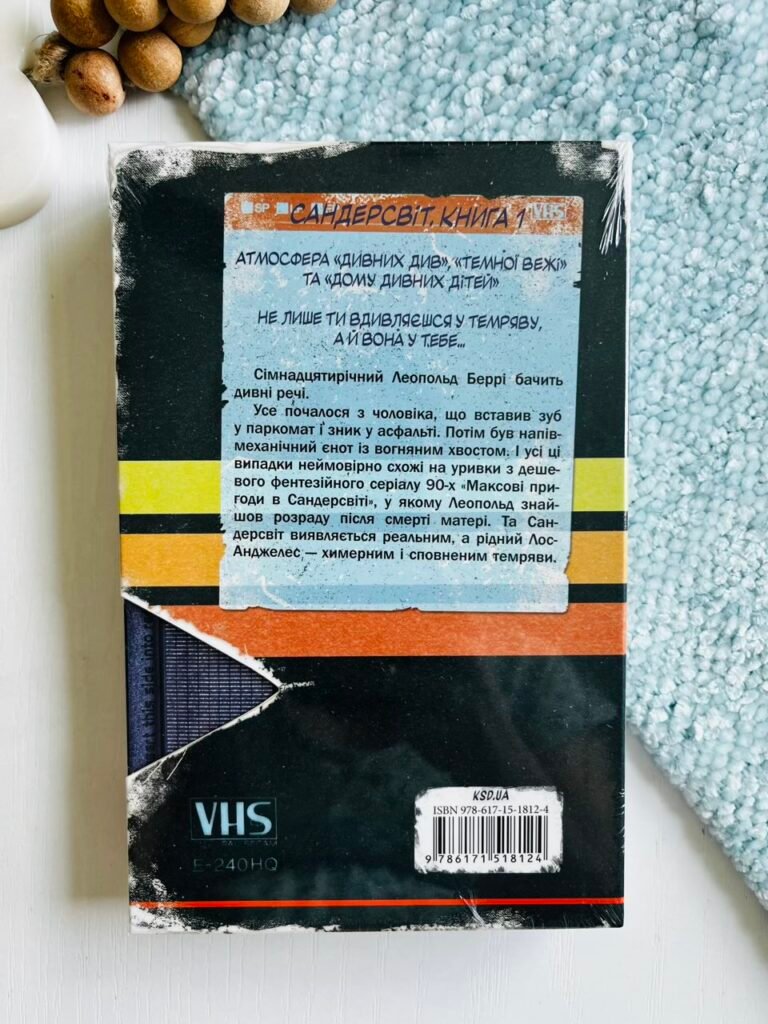 SP
САНДЕРСВІТ. КНИГА 1
VHS
АТМОСФЕРА «ДИВНИХ ДИВ», «ТЕМНОЇ ВЕЖІ»
ТА «ДОМУ ДИВНИХ ДІТЕЙ»
НЕ ЛИШЕ ТИ ВДИВЛЯЄШСЯ У ТЕМРЯВУ,
А Й ВОНА У ТЕБЕ...
Сімнадцятирічний Леопольд Беррі бачить
дивні речі.
Усе почалося з чоловіка, що вставив зуб
у паркомат і зник у асфальті. Потім був напів-
механічний єнот із вогняним хвостом. І усі ці
випадки неймовірно схожі на уривки з деше-
вого фентезійного серіалу 90-х «Максові при-
годи в Сандерсвіті», у якому Леопольд знай-
шов розраду після смерті матері. Та Сан-
дерсвіт виявляється реальним, а рідний Лос-
Анджелес — химерним і сповненим темряви.
this side into
VHS
E-240HQ
KSD.UA
ISBN 978-617-15-1812-4
9 786171 518124